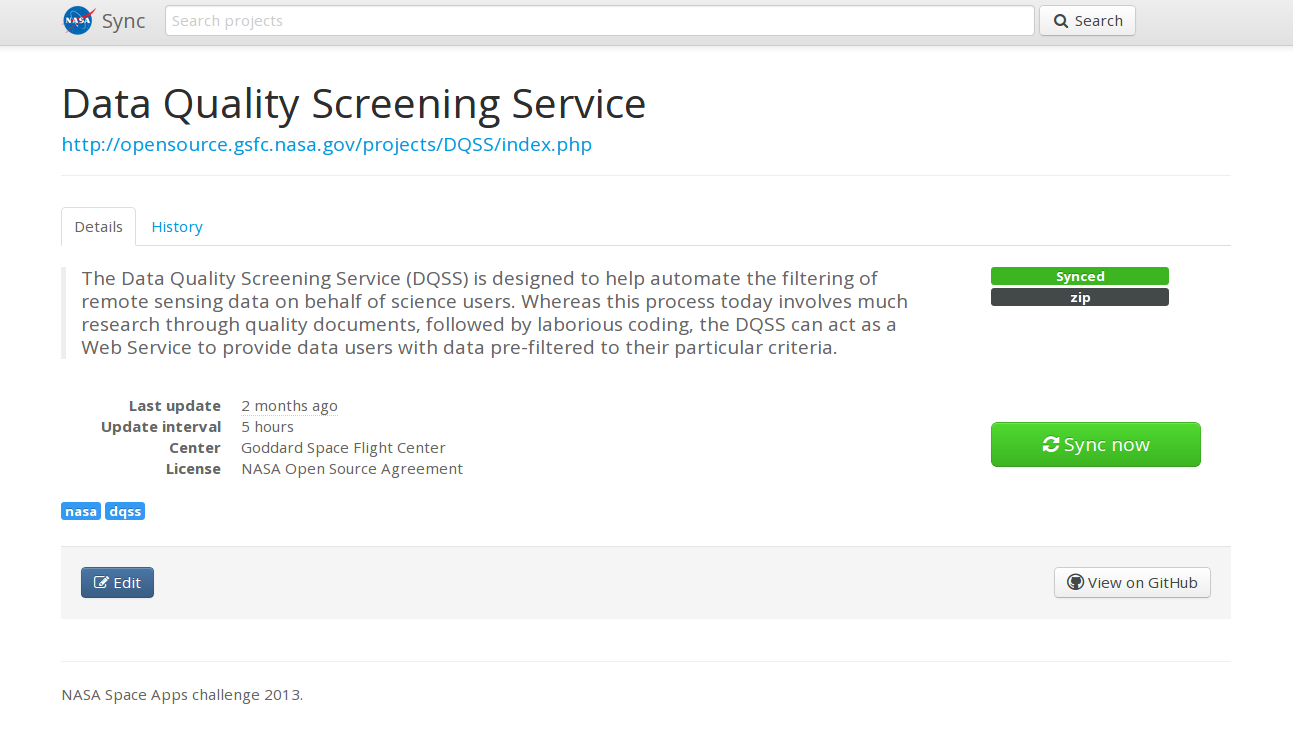 NASA Sync Search projects Search
Data Quality Screening Service
http://opensource.gsfc.nasa.gov/projects/DQSS/index.php
Details History
The Data Quality Screening Service (DQSS) is designed to help automate the filtering of
remote sensing data on behalf of science users. Whereas this process today involves much
research through quality documents, followed by laborious coding, the DQSS can act as a
Web Service to provide data users with data pre-filtered to their particular criteria.
Synced
zip
Last update 2 months ago
Update interval 5 hours
Center Goddard Space Flight Center
License NASA Open Source Agreement
Sync now
nasa dqss
Edit View on GitHub
NASA Space Apps challenge 2013.